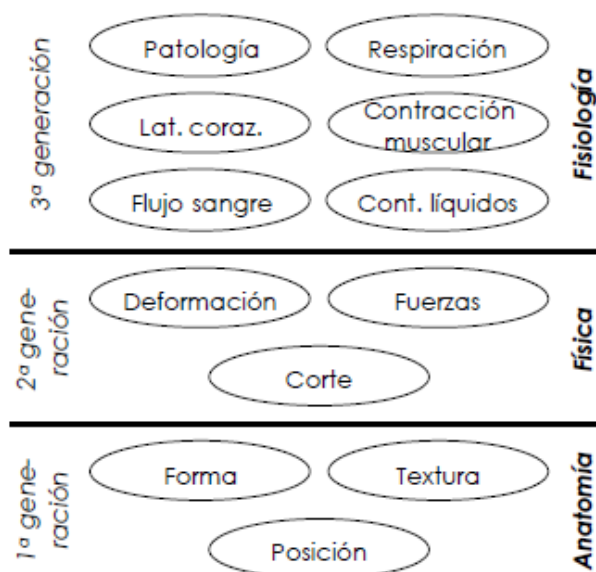 3ª generación
Patología
Respiración
Lat. coraz.
Contracción
muscular
Flujo sangre
Cont. líquidos
Fisiología
2ª gene-
ración
Deformación
Fuerzas
Corte
Física
1ª gene-
ración
Forma
Textura
Posición
Anatomía